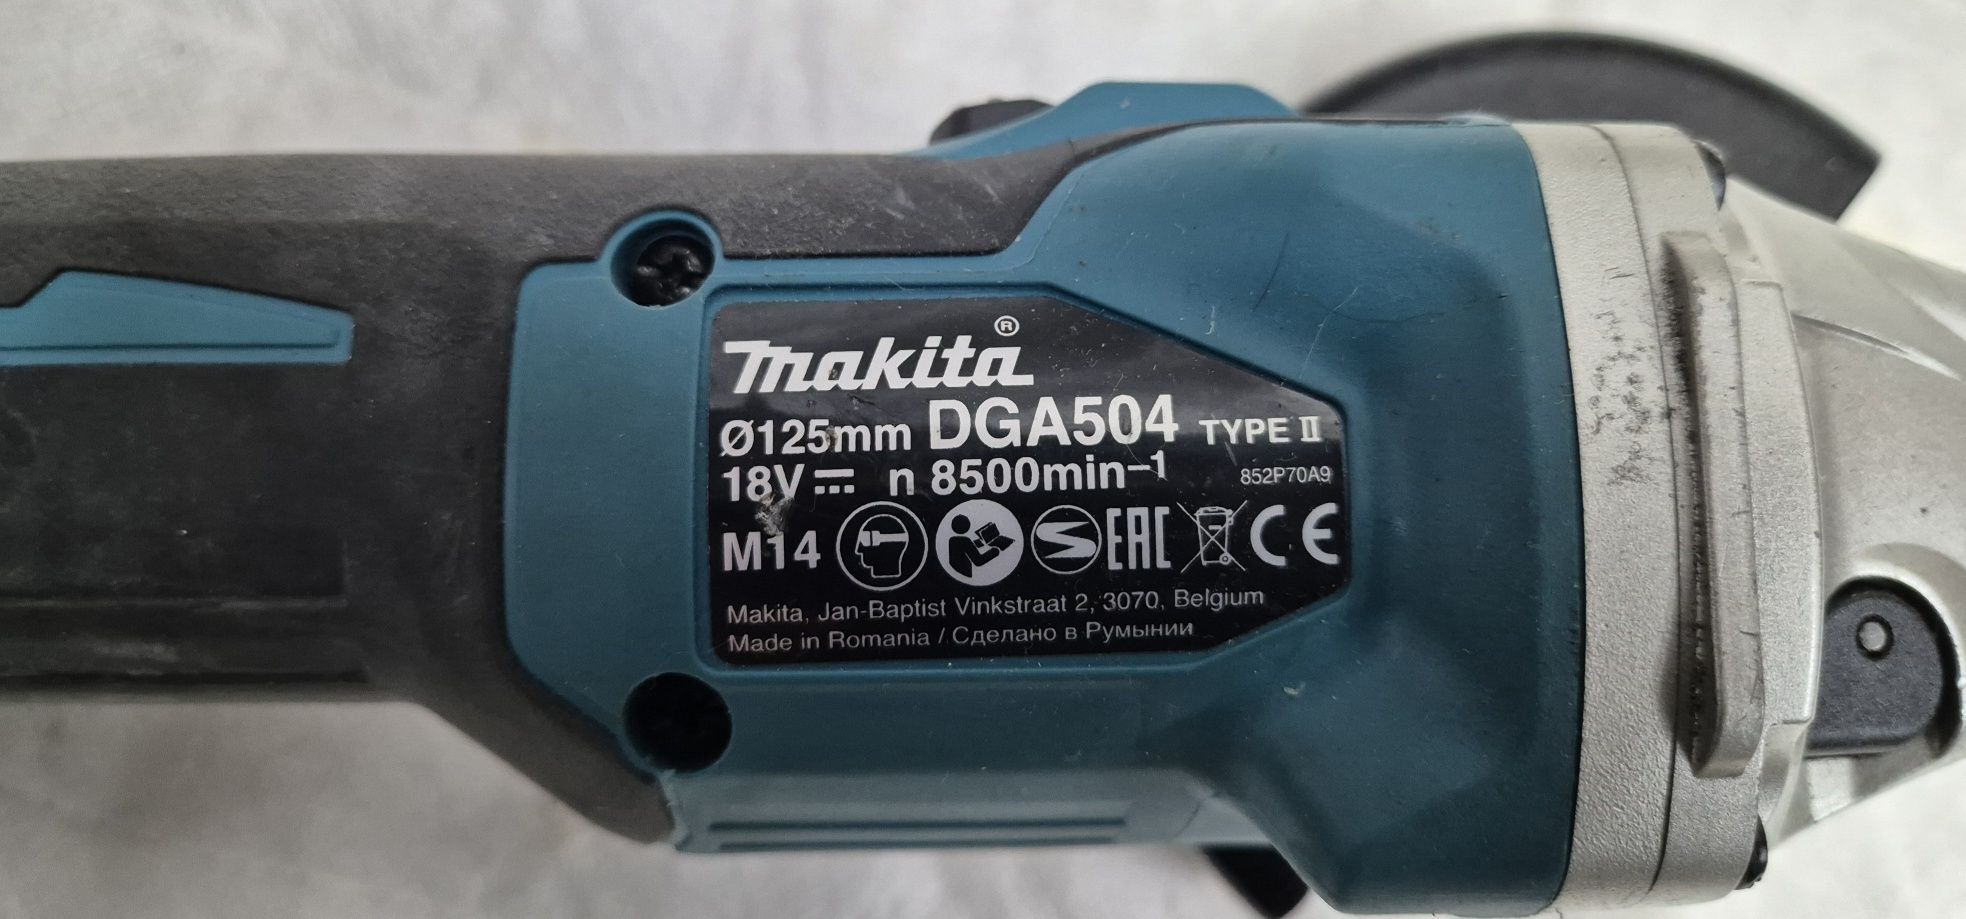 Makita®
Ø125mm DGA504 TYPE II
18V n 8500min⁻¹ 852P70A9
M14 EAC CE
Makita, Jan-Baptist Vinkstraat 2, 3070, Belgium
Made in Romania / Сделано в Румынии